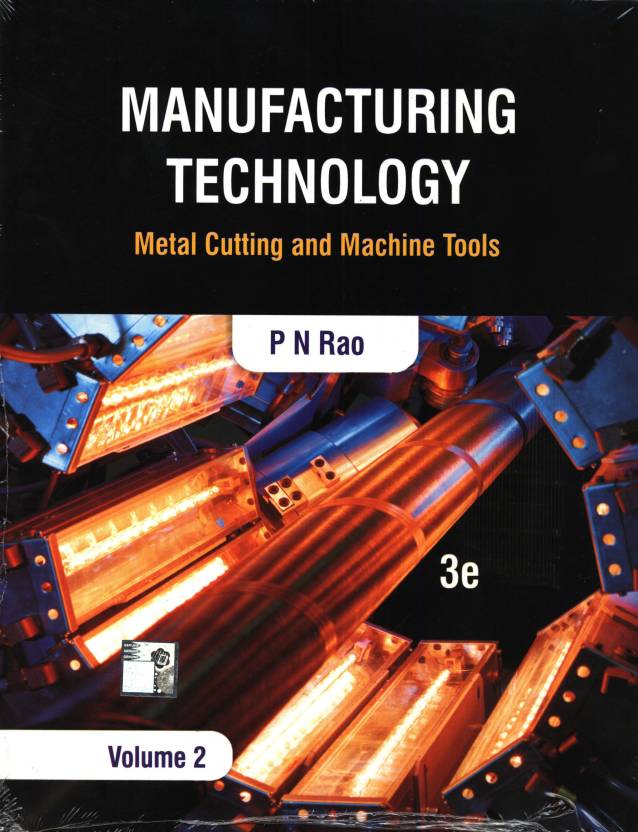 MANUFACTURING
TECHNOLOGY
Metal Cutting and Machine Tools
P N Rao
3e
Volume 2